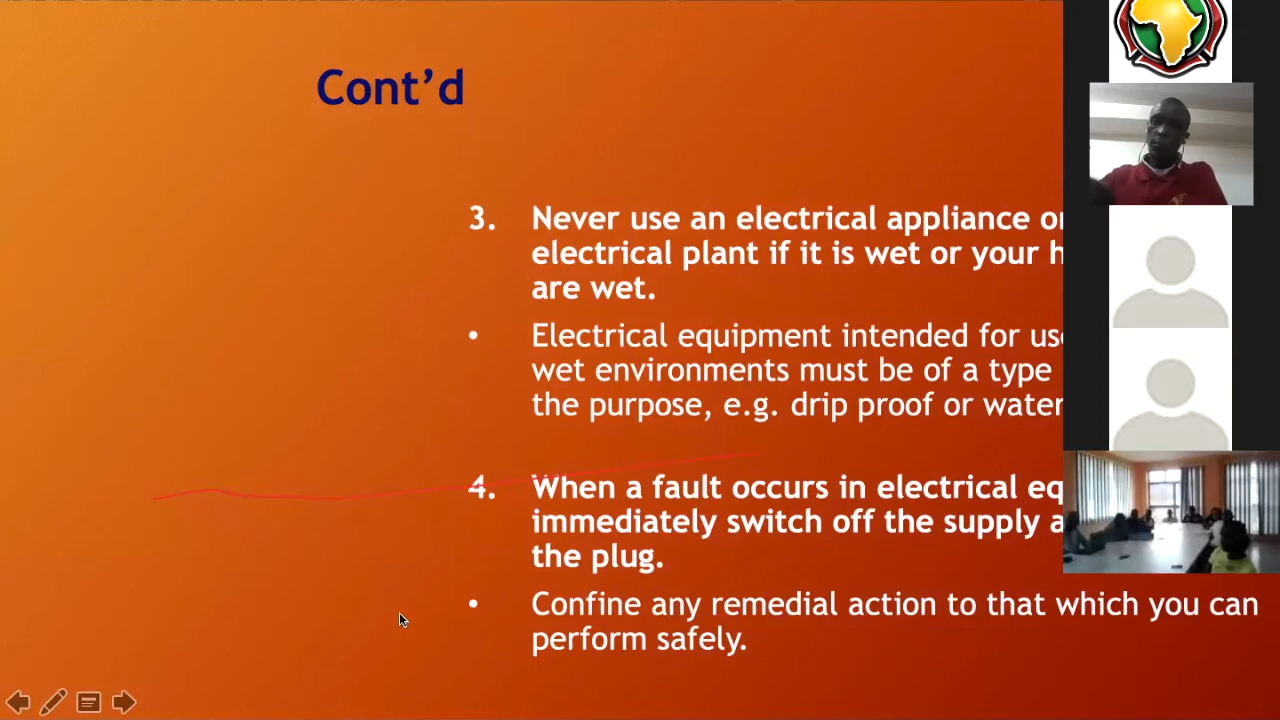 Cont'd
3. Never use an electrical appliance or
electrical plant if it is wet or your
are wet.
• Electrical equipment intended for
wet environments must be of a type
the purpose, e.g. drip proof or
4. When a fault occurs in electrical
immediately switch off the supply
the plug.
• Confine any remedial action to that which you can
perform safely.